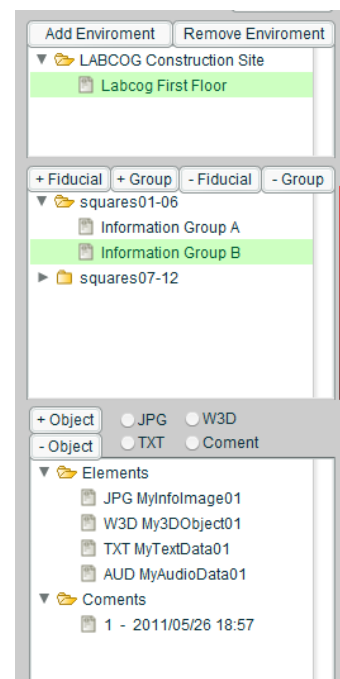 Add Enviroment Remove Enviroment
LABCOG Construction Site
Labcog First Floor
+ Fiducial + Group - Fiducial - Group
squares01-06
Information Group A
Information Group B
squares07-12
+ Object JPG W3D
- Object TXT Coment
Elements
JPG MyInfoImage01
W3D My3DObject01
TXT MyTextData01
AUD MyAudioData01
Coments
1 - 2011/05/26 18:57